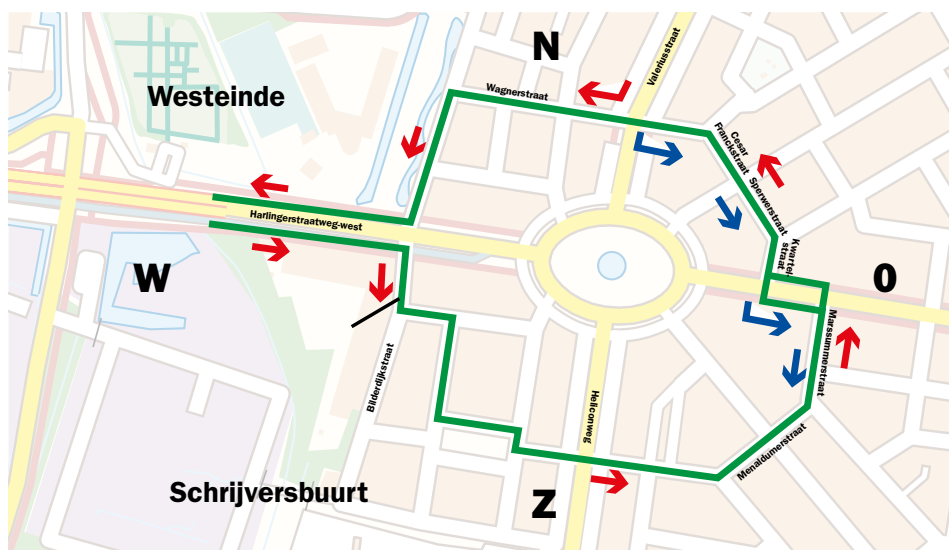 N
Valeriusstraat
Westeinde
Wagnerstraat
Cesar
Franckstraat
Sperwerstraat
Harlingerstraatweg-west
Kwartel-
straat
W
O
Marssummerstraat
Bilderdijkstraat
Heliconweg
Menaldumerstraat
Schrijversbuurt
Z